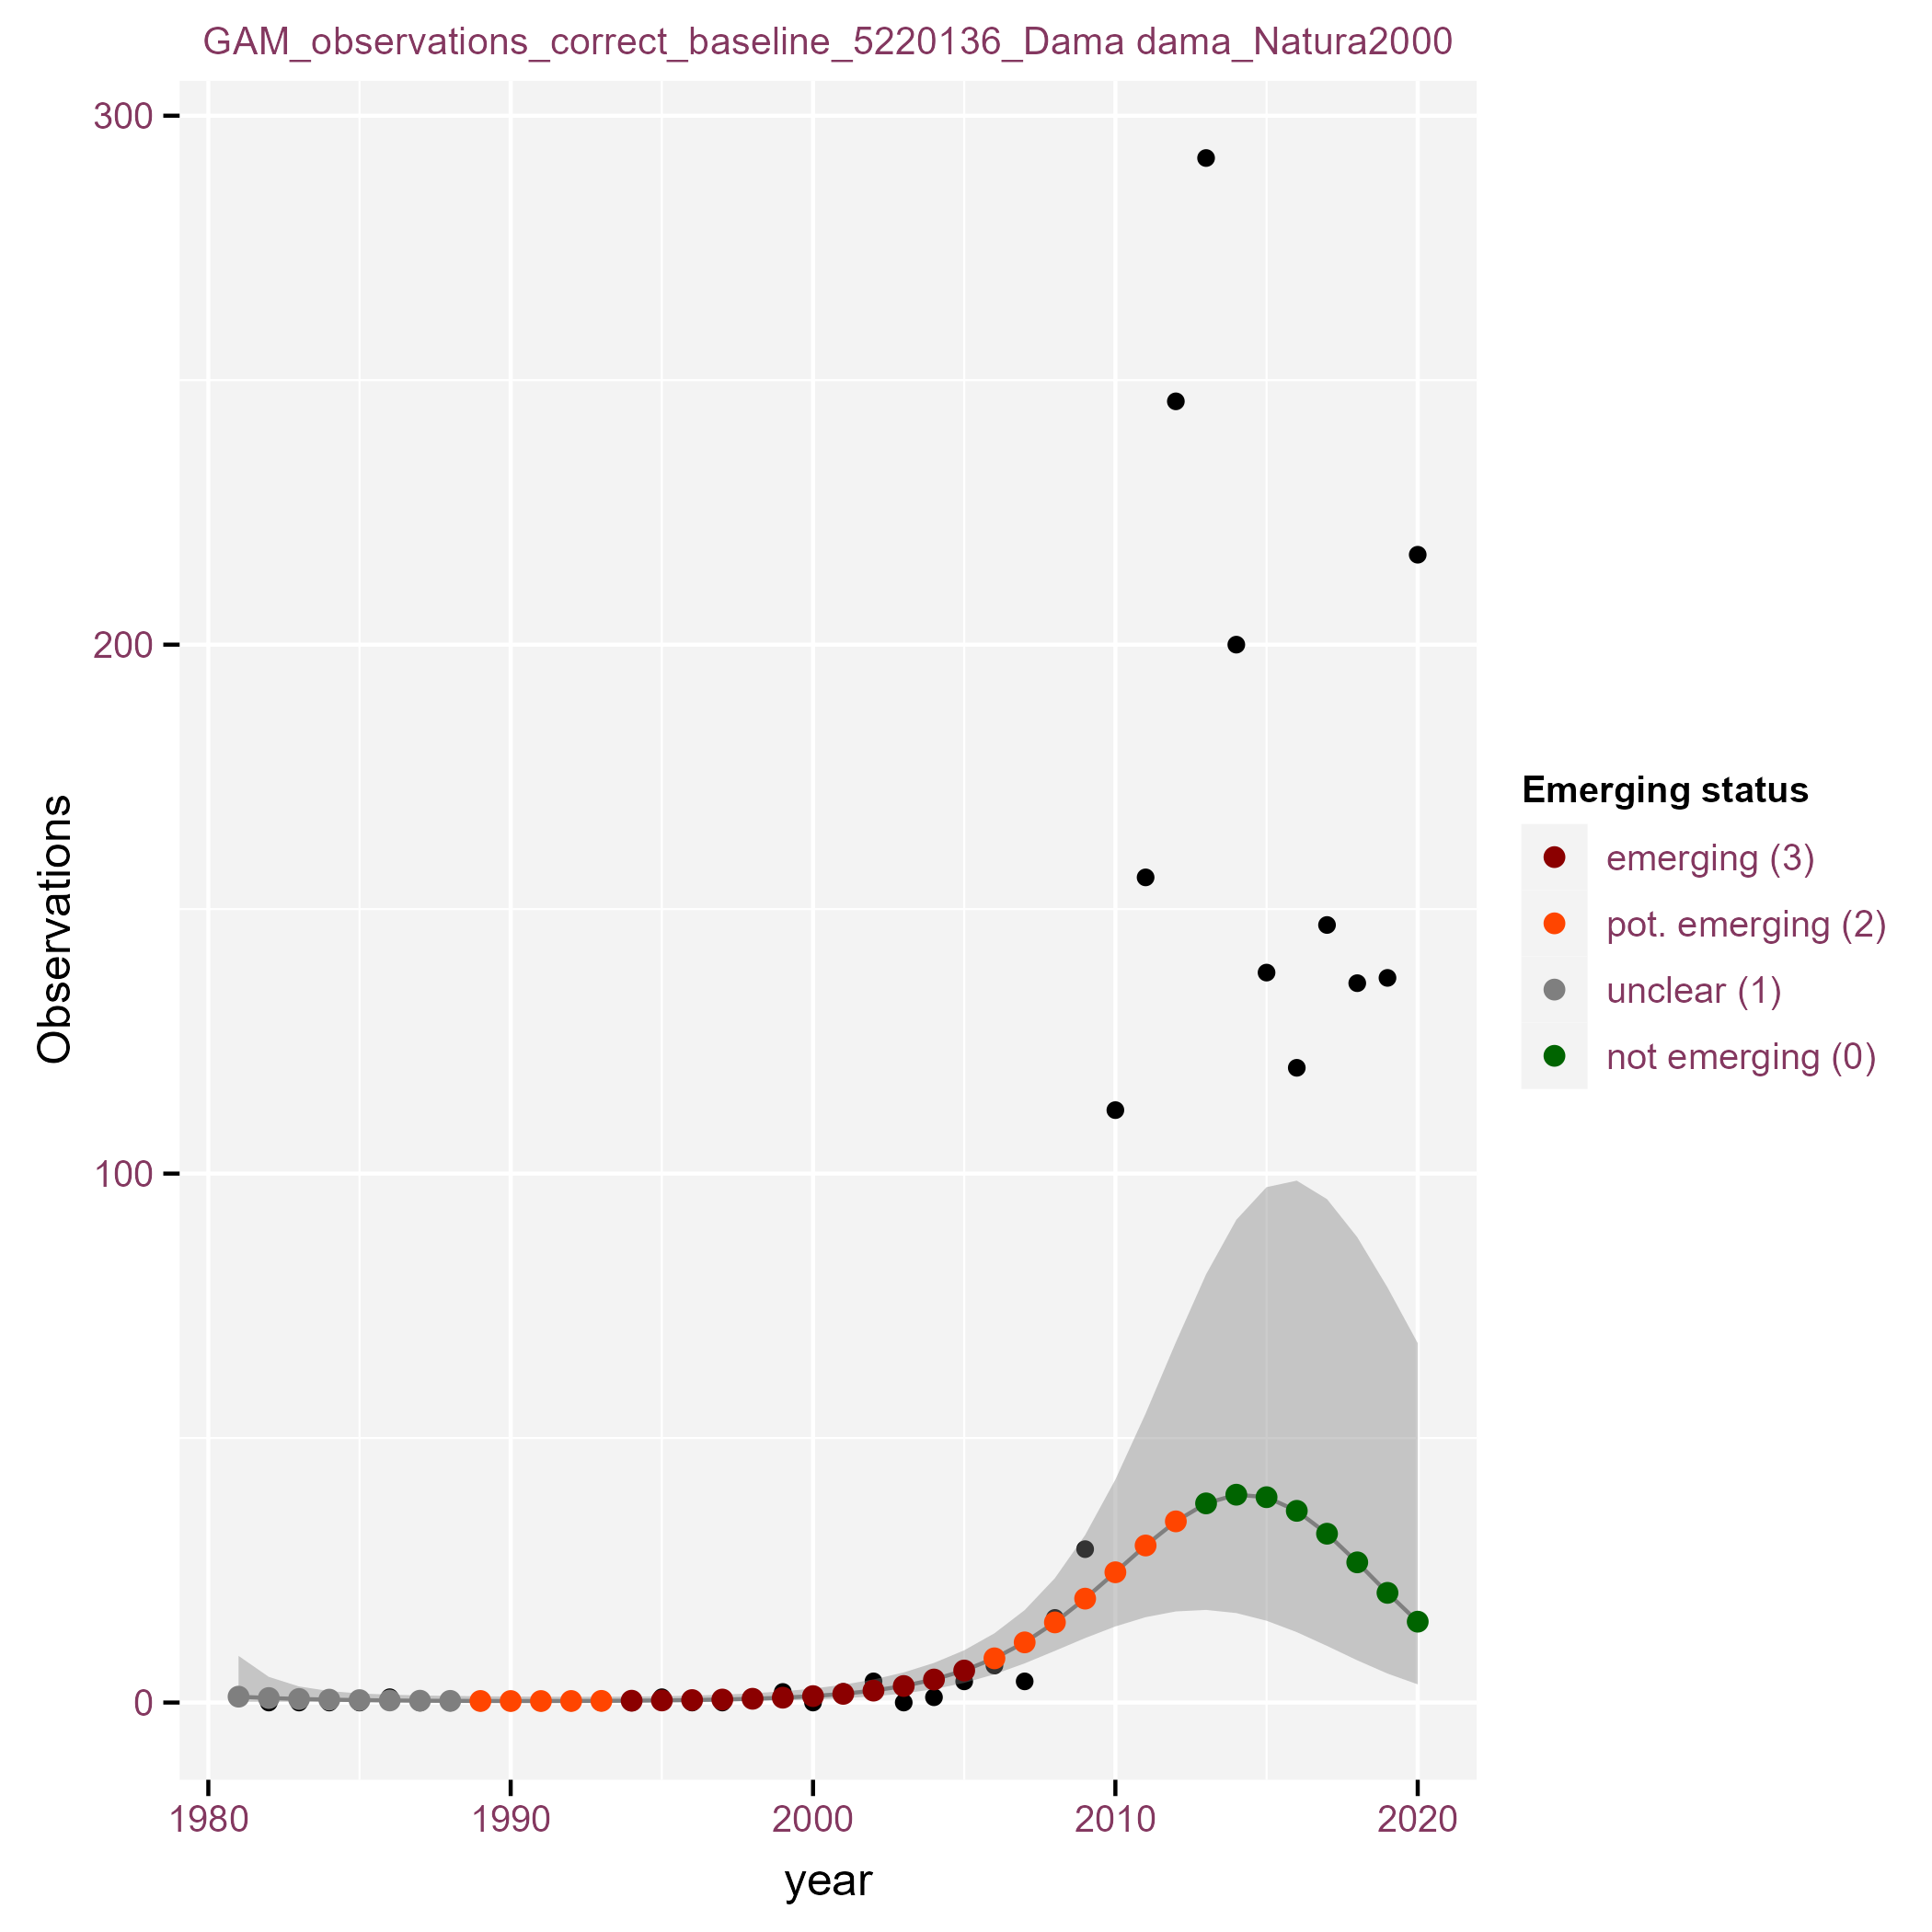 GAM_observations_correct_baseline_5220136_Dama dama_Natura2000
300
200
100
0
Observations
1980
1990
2000
2010
2020
year
Emerging status
emerging (3)
pot. emerging (2)
unclear (1)
not emerging (0)